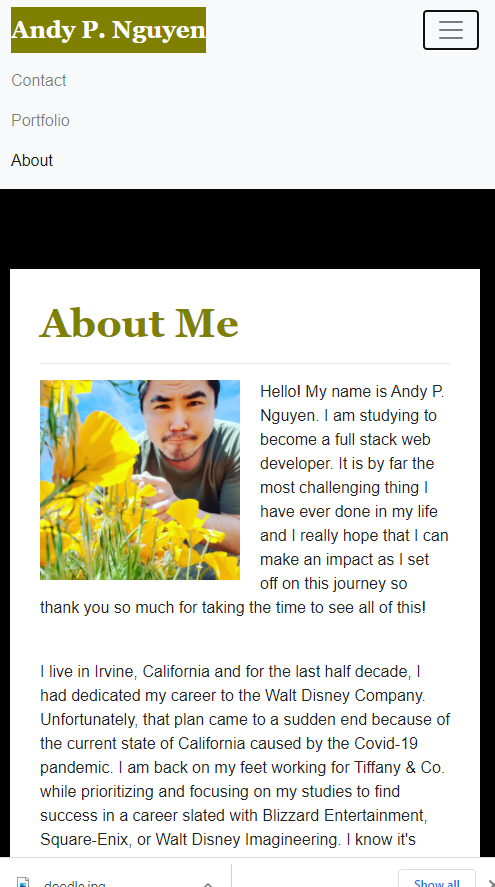 Andy P. Nguyen
Contact
Portfolio
About
About Me
Hello! My name is Andy P.
Nguyen. I am studying to
become a full stack web
developer. It is by far the
most challenging thing I
have ever done in my life
and I really hope that I can
make an impact as I set
off on this journey so
thank you so much for taking the time to see all of this!
I live in Irvine, California and for the last half decade, I
had dedicated my career to the Walt Disney Company.
Unfortunately, that plan came to a sudden end because of
the current state of California caused by the Covid-19
pandemic. I am back on my feet working for Tiffany & Co.
while prioritizing and focusing on my studies to find
success in a career slated with Blizzard Entertainment,
Square-Enix, or Walt Disney Imagineering. I know it's
doodle.jpg
Show all